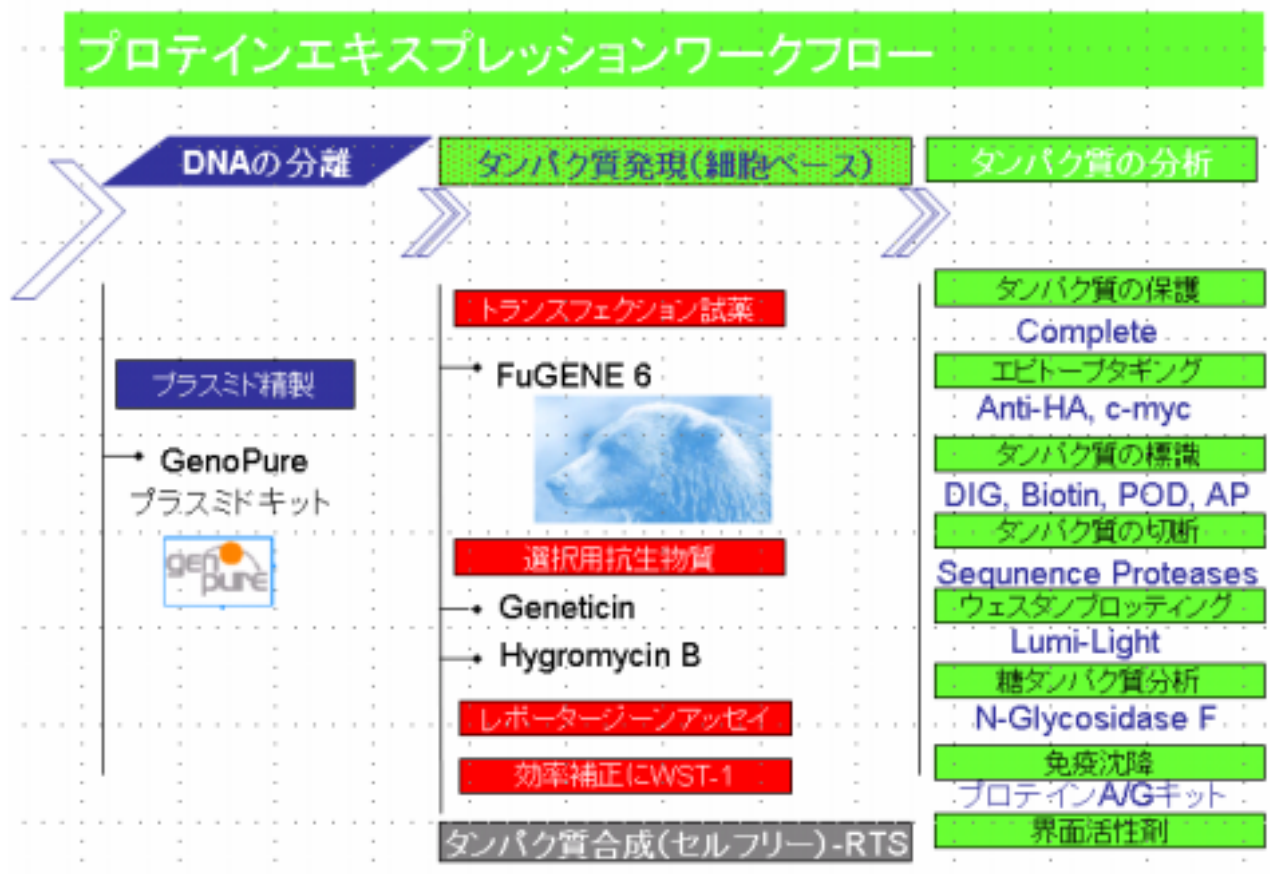 プロテインエキスプレッションワークフロー
DNAの分離
プラスミド精製
GenoPure
プラスミドキット
gen
pure
タンパク質発現(細胞ベース)
トランスフェクション試薬
FuGENE 6
選択用抗生物質
Geneticin
Hygromycin B
レポータージーンアッセイ
効率補正にWST-1
タンパク質合成(セルフリー)-RTS
タンパク質の分析
タンパク質の保護
Complete
エピトープタギング
Anti-HA, c-myc
タンパク質の標識
DIG, Biotin, POD, AP
タンパク質の切断
Sequnence Proteases
ウェスタンブロッティング
Lumi-Light
糖タンパク質分析
N-Glycosidase F
免疫沈降
プロテインA/Gキット
界面活性剤